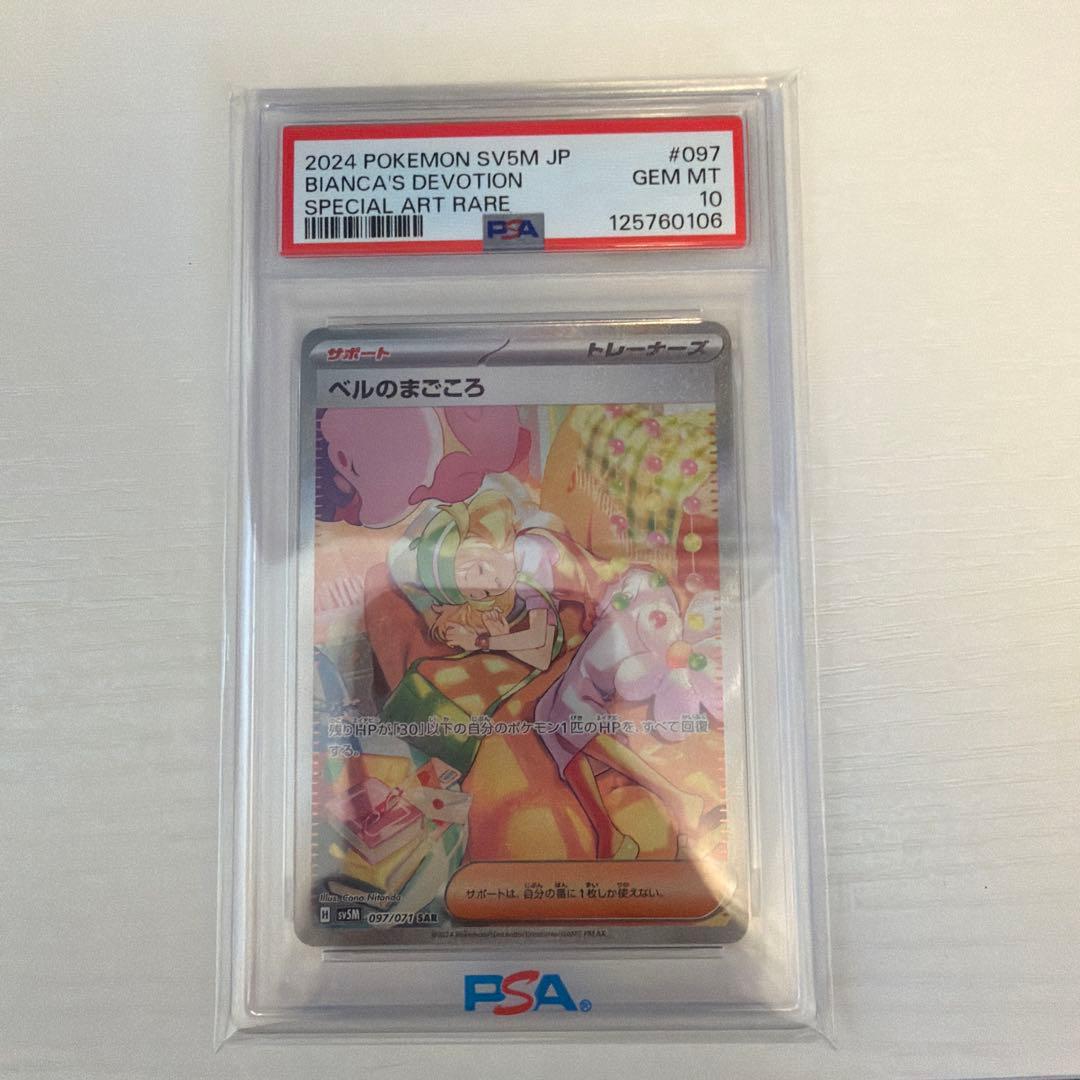 2024 POKEMON SV5M JP #097
BIANCA'S DEVOTION GEM MT
SPECIAL ART RARE 10
PSA 125760106
サポート トレーナーズ
ベルのまごころ
残りHPが「30」以下の自分のポケモン1匹のHPを、すべて回復
する。
サポートは、自分の番に1枚しか使えない。
Illus. Cona Nitanda
H sv5M 097/071 SAR
PSA®